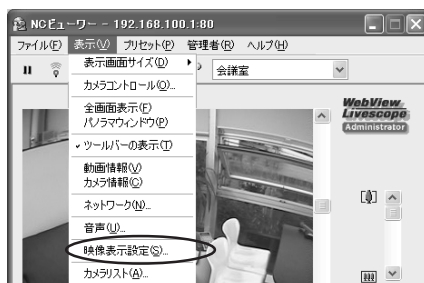 NCビューワー - 192.168.100.1:80
ファイル(F) 表示(V) プリセット(P) 管理者(R) ヘルプ(H)
表示画面サイズ(D)
会議室
カメラコントロール(O)...
全画面表示(F)
パノラマウィンドウ(P)
ツールバーの表示(T)
動画情報(V)
カメラ情報(C)
ネットワーク(N)...
音声(U)...
映像表示設定(S)...
カメラリスト(A)...
WebView
Livescope
Administrator